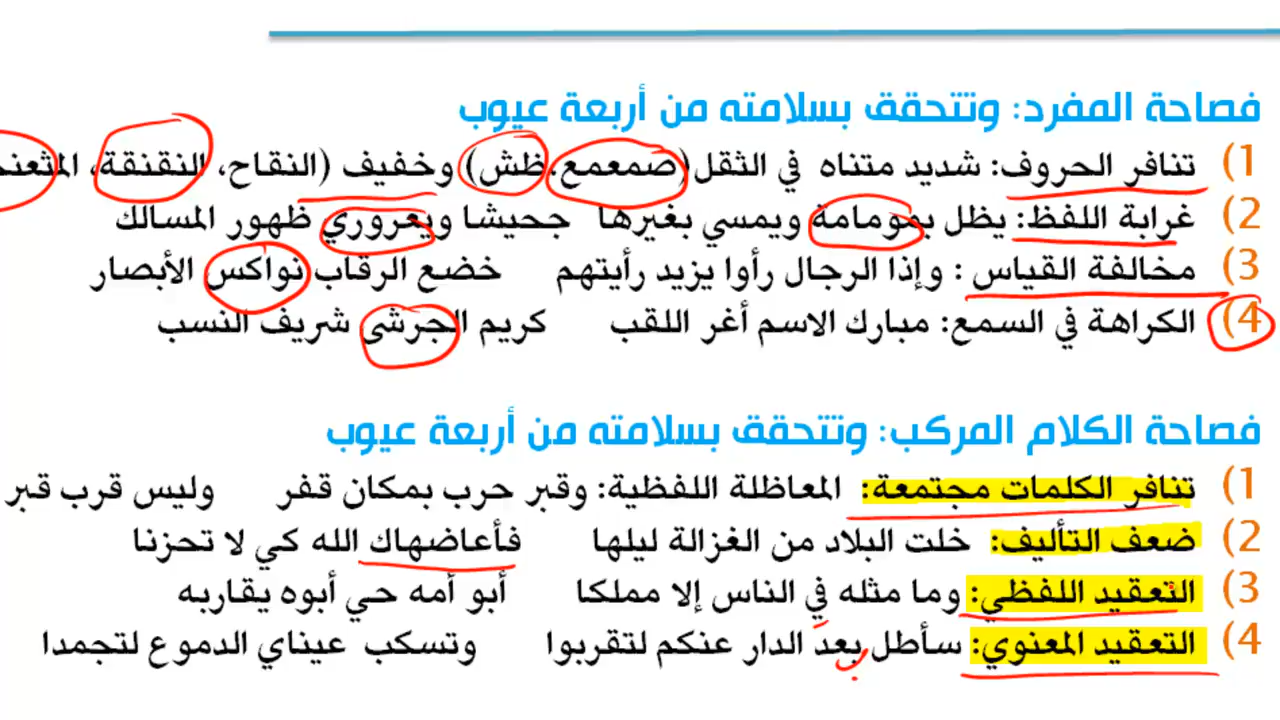 فصاحة المفرد: وتتحقق بسلامته من أربعة عيوب
1) تنافر الحروف: شديد متناه في الثقل (صمعمع، ظش) وخفيف (النقاح، النقنقة،
2) غرابة اللفظ: يظل بمومامة ويمسي بغيرها جحيشا ويعروري ظهور المسالك
3) مخالفة القياس: وإذا الرجال رأوا يزيد رأيتهم خضع الرقاب نواكس الأبصار
4) الكراهة في السمع: مبارك الاسم أغر اللقب كريم الجرشى شريف النسب
فصاحة الكلام المركب: وتتحقق بسلامته من أربعة عيوب
1) تنافر الكلمات مجتمعة: المعاظلة اللفظية: وقبر حرب بمكان قفر وليس قرب قبر
2) ضعف التأليف: خلت البلاد من الغزالة ليلها فأعاضهاك الله كي لا تحزنا
3) التعقيد اللفظي: وما مثله في الناس إلا مملكا أبو أمه حي أبوه يقاربه
4) التعقيد المعنوي: سأطل بعد الدار عنكم لتقربوا وتسكب عيناي الدموع لتجمدا